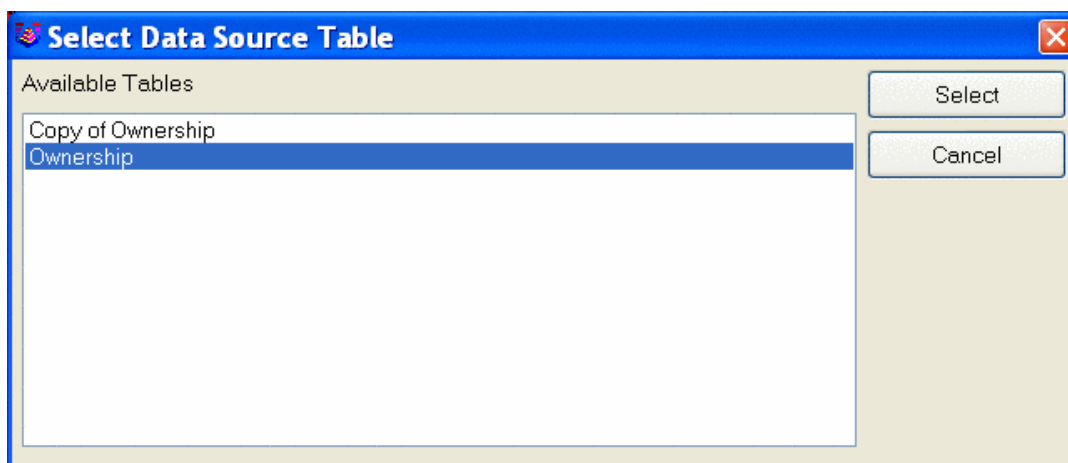 Select Data Source Table
Available Tables
Select
Copy of Ownership
Ownership
Cancel